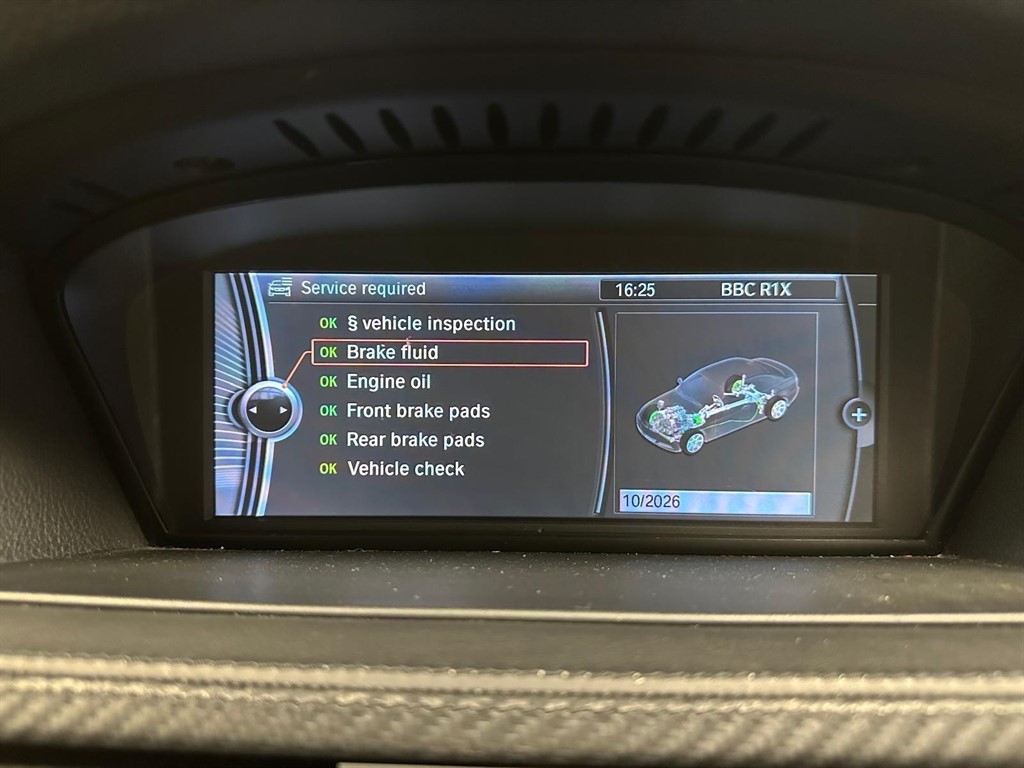 Service required
16:25 BBC R1X
OK § vehicle inspection
OK Brake fluid
OK Engine oil
OK Front brake pads
OK Rear brake pads
OK Vehicle check
10/2026